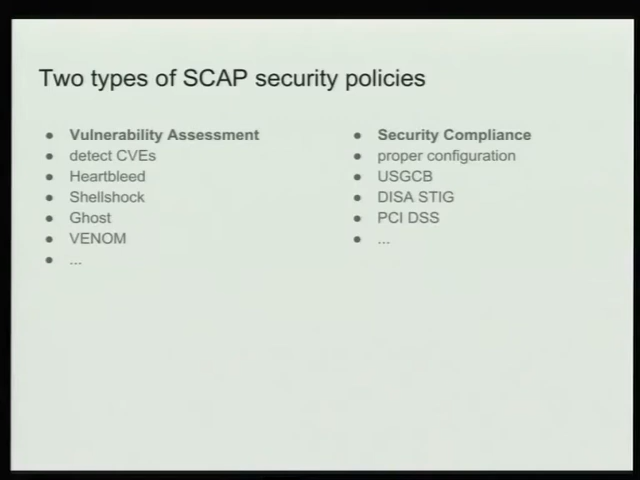 Two types of SCAP security policies
● Vulnerability Assessment
● detect CVEs
● Heartbleed
● Shellshock
● Ghost
● VENOM
● ...
● Security Compliance
● proper configuration
● USGCB
● DISA STIG
● PCI DSS
● ...